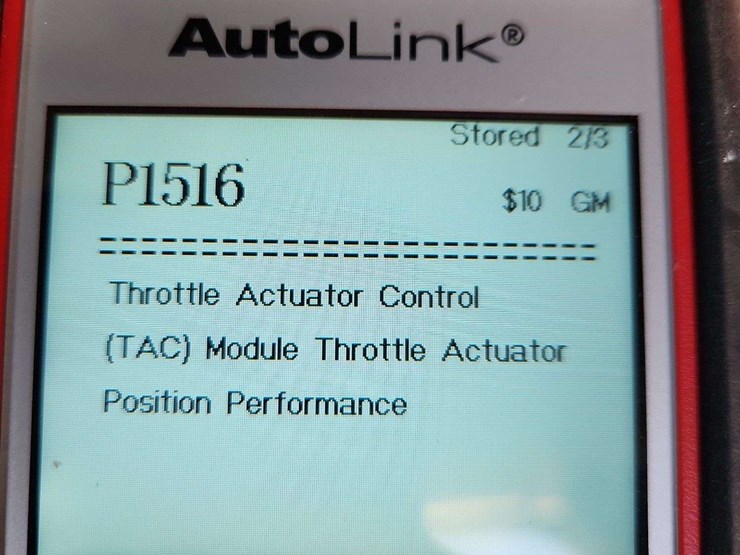 AutoLink®
Stored 2/3
P1516
$10 GM
==============================
Throttle Actuator Control
(TAC) Module Throttle Actuator
Position Performance